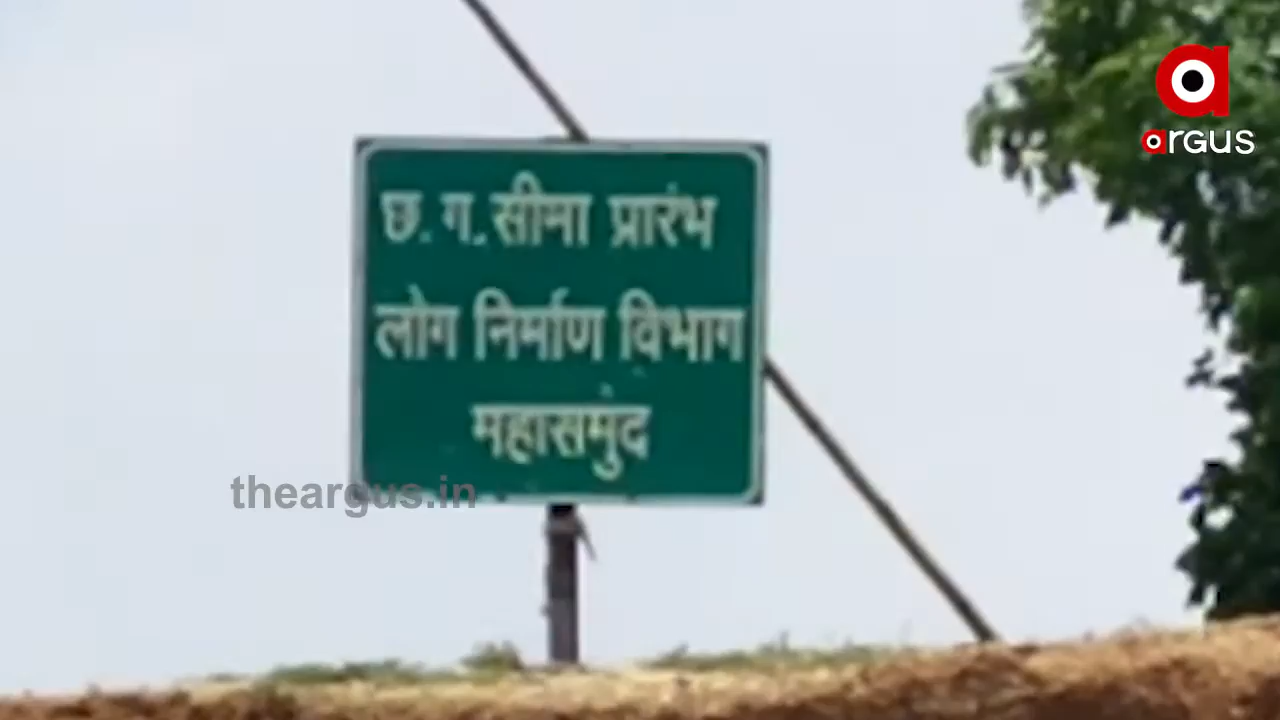 argus
छ. ग. सीमा प्रारंभ
लोग निर्माण विभाग
महासमुंद
theargus.in